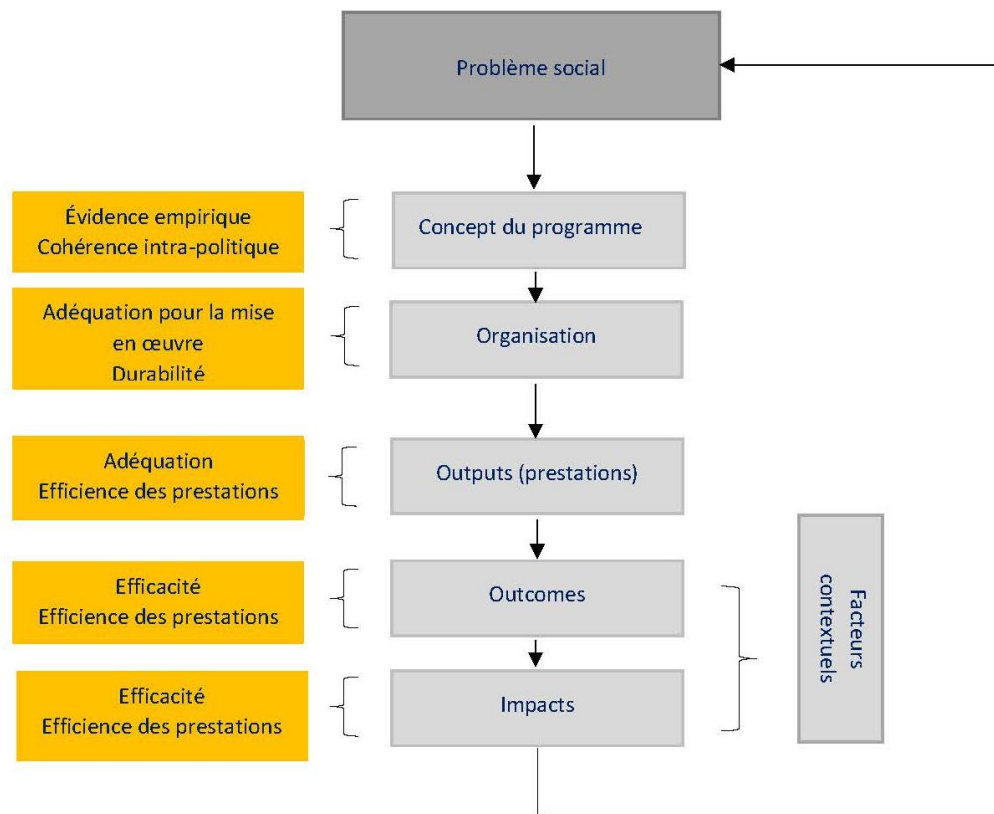 Problème social
Évidence empirique
Cohérence intra-politique
Concept du programme
Adéquation pour la mise
en œuvre
Durabilité
Organisation
Adéquation
Efficience des prestations
Outputs (prestations)
Efficacité
Efficience des prestations
Outcomes
Efficacité
Efficience des prestations
Impacts
Facteurs
contextuels